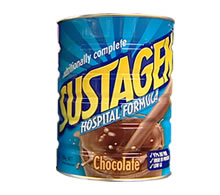 nutritionally complete
SUSTAGEN
HOSPITAL FORMULA
Chocolate